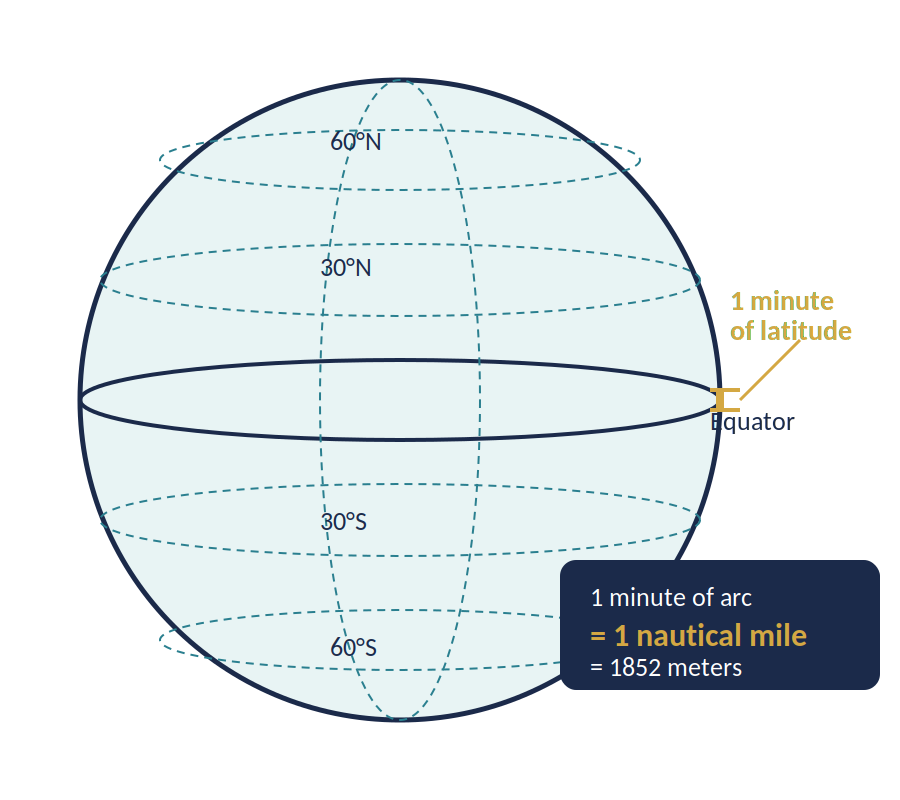 60°N
30°N
1 minute
of latitude
Equator
30°S
1 minute of arc
= 1 nautical mile
60°S
= 1852 meters